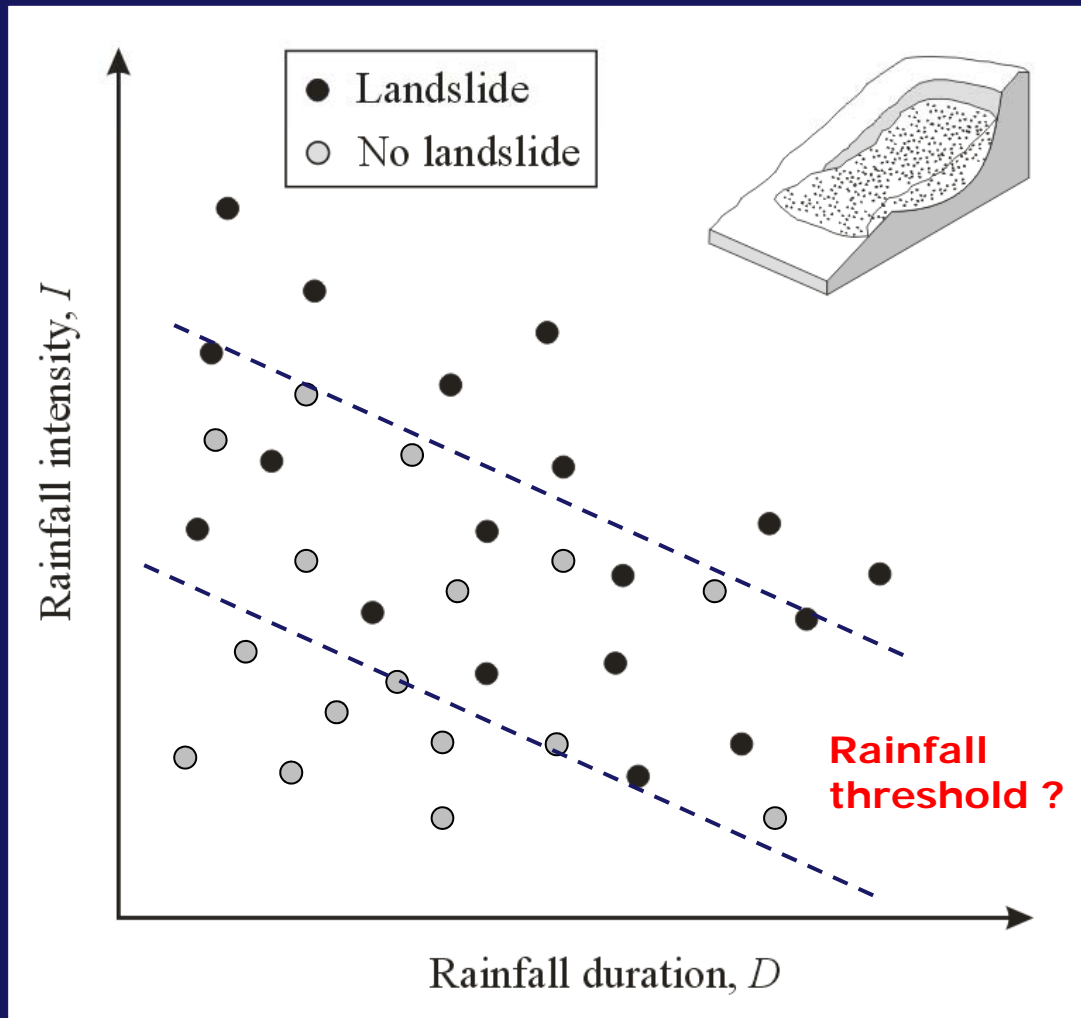 Landslide
No landslide
Rainfall intensity, I
Rainfall
threshold ?
Rainfall duration, D